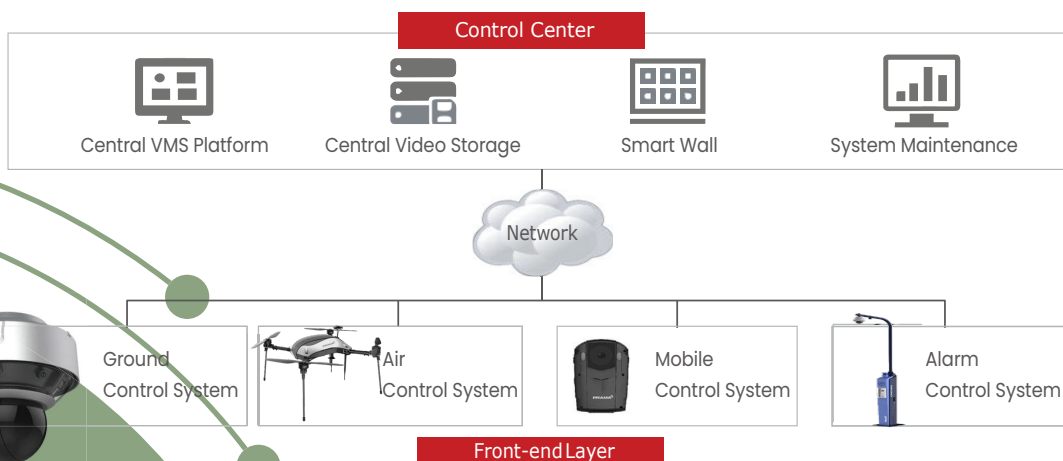 Control Center
Central VMS Platform
Central Video Storage
Smart Wall
System Maintenance
Network
Ground
Control System
Air
Control System
Mobile
Control System
Alarm
Control System
Front-end Layer